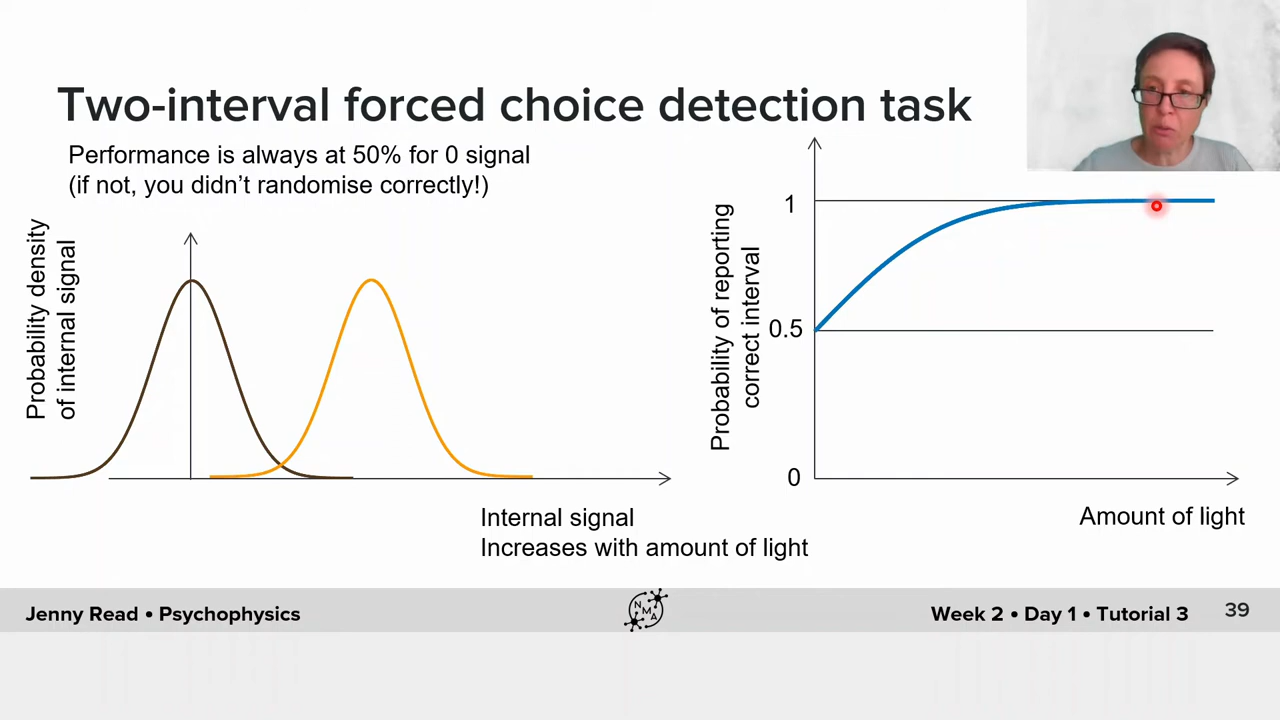 Two-interval forced choice detection task
Performance is always at 50% for 0 signal
(if not, you didn't randomise correctly!)
Probability density
of internal signal
Internal signal
Increases with amount of light
Probability of reporting
correct interval
1
0.5
0
Amount of light
Jenny Read • Psychophysics
N
M
A
Week 2 • Day 1 • Tutorial 3
39